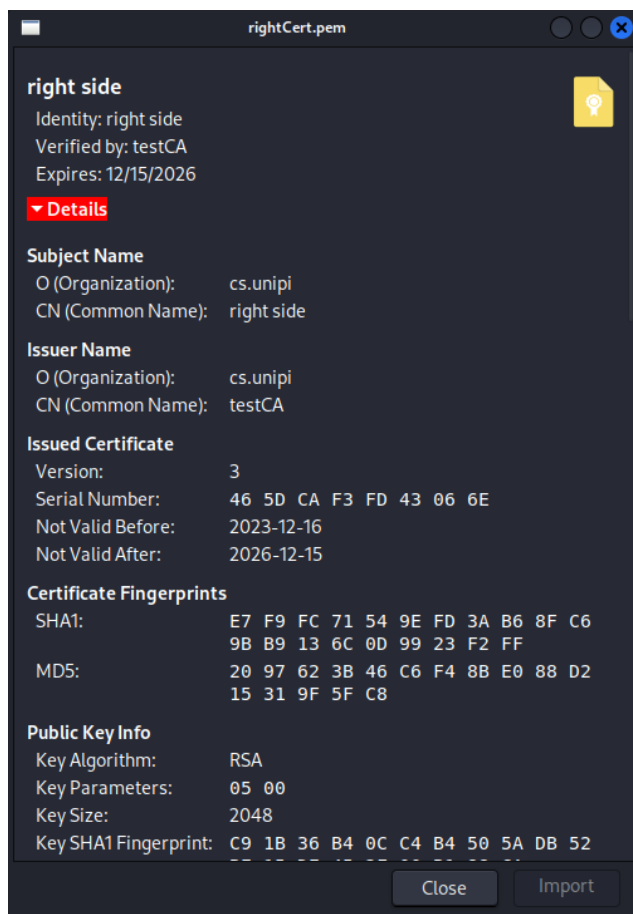 rightCert.pem
right side
Identity: right side
Verified by: testCA
Expires: 12/15/2026
Details
Subject Name
O (Organization): cs.unipi
CN (Common Name): right side
Issuer Name
O (Organization): cs.unipi
CN (Common Name): testCA
Issued Certificate
Version: 3
Serial Number: 46 5D CA F3 FD 43 06 6E
Not Valid Before: 2023-12-16
Not Valid After: 2026-12-15
Certificate Fingerprints
SHA1: E7 F9 FC 71 54 9E FD 3A B6 8F C6
9B B9 13 6C 0D 99 23 F2 FF
MD5: 20 97 62 3B 46 C6 F4 8B E0 88 D2
15 31 9F 5F C8
Public Key Info
Key Algorithm: RSA
Key Parameters: 05 00
Key Size: 2048
Key SHA1 Fingerprint: C9 1B 36 B4 0C C4 B4 50 5A DB 52
Close Import